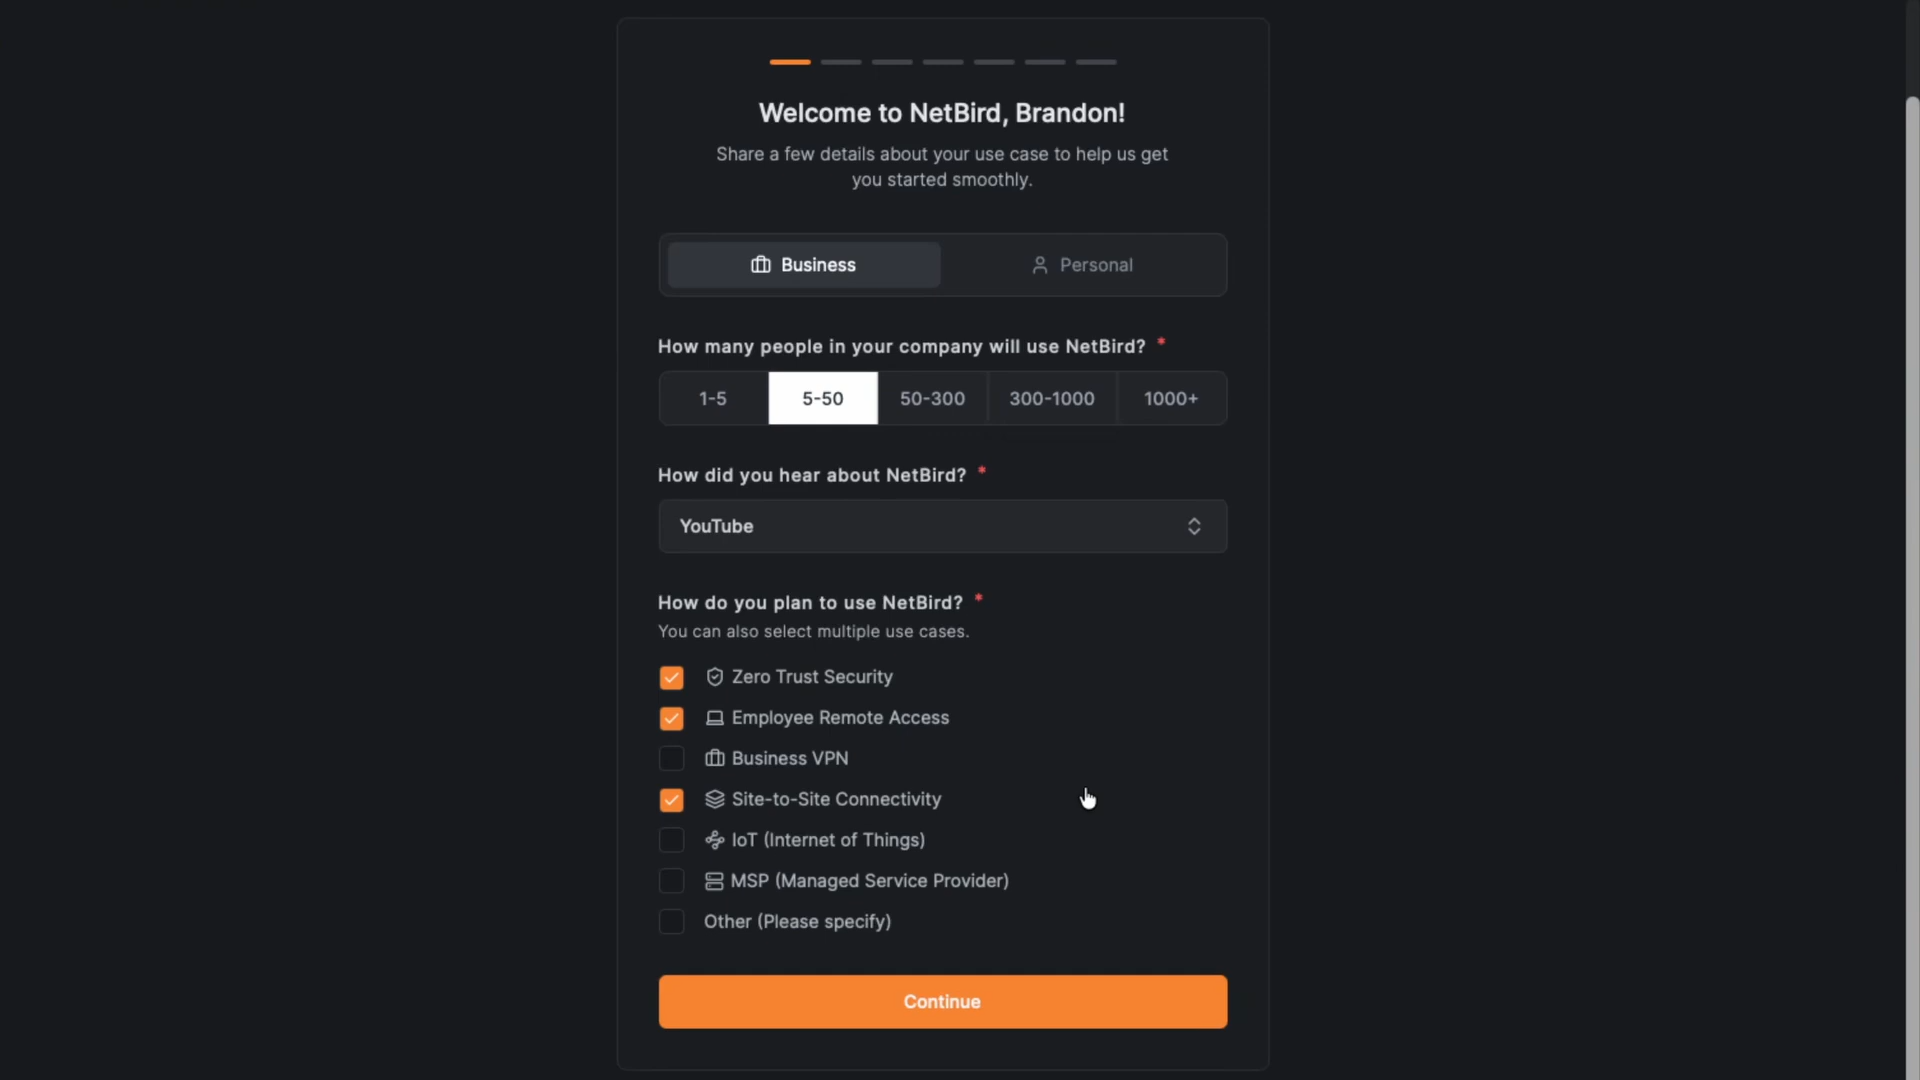 Welcome to NetBird, Brandon!
Share a few details about your use case to help us get
you started smoothly.
Business
Personal
How many people in your company will use NetBird? *
1-5
5-50
50-300
300-1000
1000+
How did you hear about NetBird? *
YouTube
How do you plan to use NetBird? *
You can also select multiple use cases.
Zero Trust Security
Employee Remote Access
Business VPN
Site-to-Site Connectivity
IoT (Internet of Things)
MSP (Managed Service Provider)
Other (Please specify)
Continue